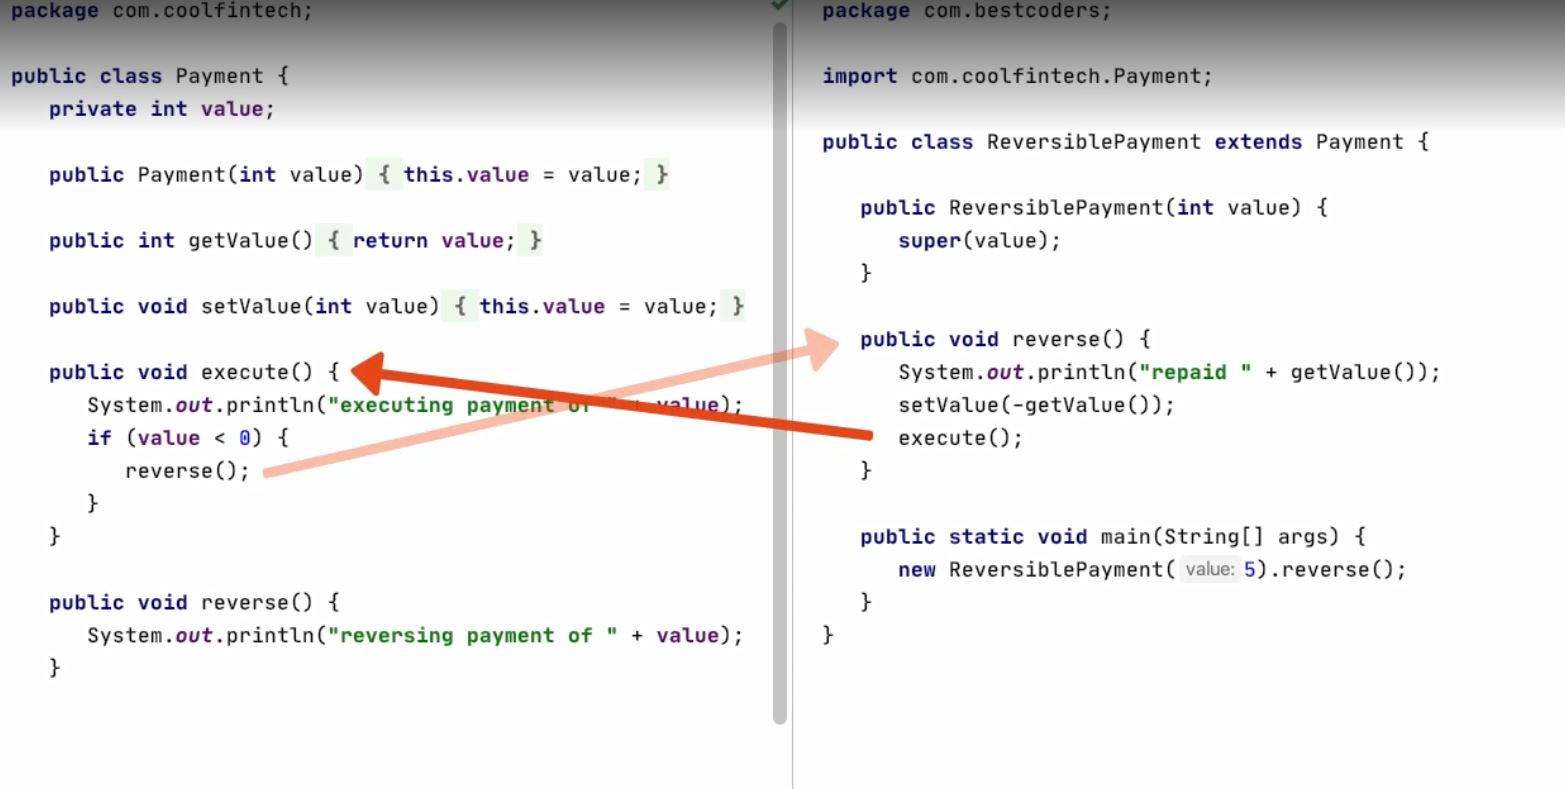 package com.coolfintech;
public class Payment {
private int value;
public Payment(int value) { this.value = value; }
public int getValue() { return value; }
public void setValue(int value) { this.value = value; }
public void execute() {
System.out.println("executing payment of " + value);
if (value < 0) {
reverse();
}
}
public void reverse() {
System.out.println("reversing payment of " + value);
}
package com.bestcoders;
import com.coolfintech.Payment;
public class ReversiblePayment extends Payment {
public ReversiblePayment(int value) {
super(value);
}
public void reverse() {
System.out.println("repaid " + getValue());
setValue(-getValue());
execute();
}
public static void main(String[] args) {
new ReversiblePayment( value: 5).reverse();
}
}